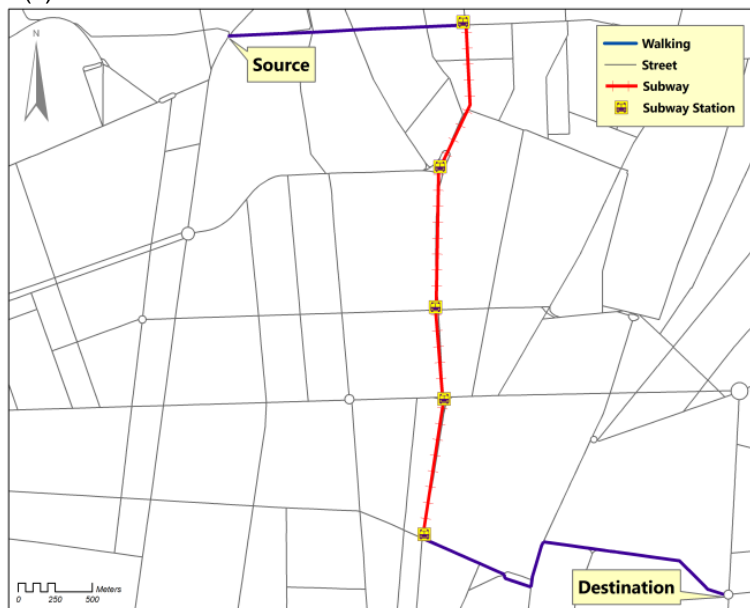 N
Source
Walking
Street
Subway
Subway Station
Destination
Meters
0 250 500